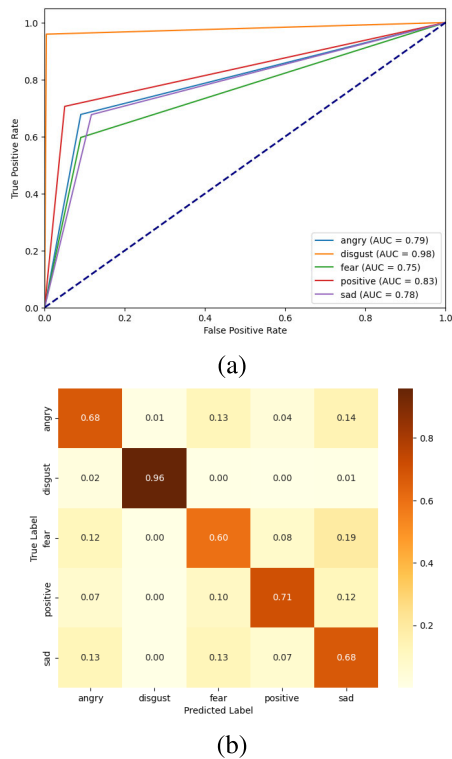 1.0
0.8
0.6
0.4
0.2
0.0
True Positive Rate
0.0 0.2 0.4 0.6 0.8 1.0
False Positive Rate
angry (AUC = 0.79)
disgust (AUC = 0.98)
fear (AUC = 0.75)
positive (AUC = 0.83)
sad (AUC = 0.78)
(a)
True Label
angry 0.68 0.01 0.13 0.04 0.14
disgust 0.02 0.96 0.00 0.00 0.01
fear 0.12 0.00 0.60 0.08 0.19
positive 0.07 0.00 0.10 0.71 0.12
sad 0.13 0.00 0.13 0.07 0.68
angry disgust fear positive sad
Predicted Label
0.8
0.6
0.4
0.2
(b)